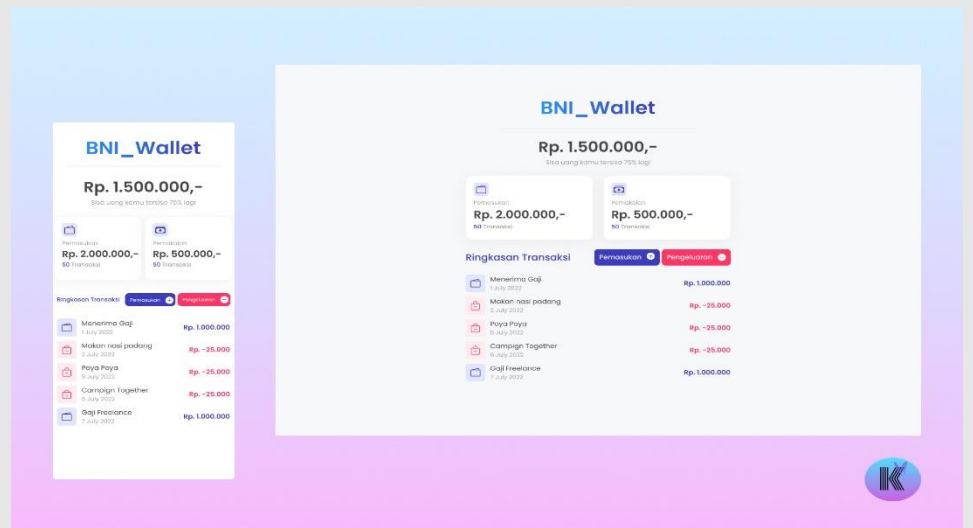 BNI_Wallet
Rp. 1.500.000,-
Sisa uang kamu tersisa 75% lagi
Pemasukan
Rp. 2.000.000,-
50 Transaksi
Pemakaian
Rp. 500.000,-
50 Transaksi
Ringkasan Transaksi
Pemasukan
Pengeluaran
Menerima Gaji
1 July 2022
Rp. 1.000.000
Makan nasi padang
2 July 2022
Rp. -25.000
Poya Poya
Rp. -25.000
Campign Together
6 July 2022
Rp. -25.000
Gaji Freelance
7 July 2022
Rp. 1.000.000
BNI_Wallet
Rp. 1.500.000,-
Sisa uang kamu tersisa 75% lagi
Pemasukan
Rp. 2.000.000,-
50 Transaksi
Pemakaian
Rp. 500.000,-
50 Transaksi
Ringkasan Transaksi
Pemasukan
Pengeluaran
Menerima Gaji
1 July 2022
Rp. 1.000.000
Makan nasi padang
2 July 2022
Rp. -25.000
Poya Poya
Rp. -25.000
Campign Together
6 July 2022
Rp. -25.000
Gaji Freelance
7 July 2022
Rp. 1.000.000
K